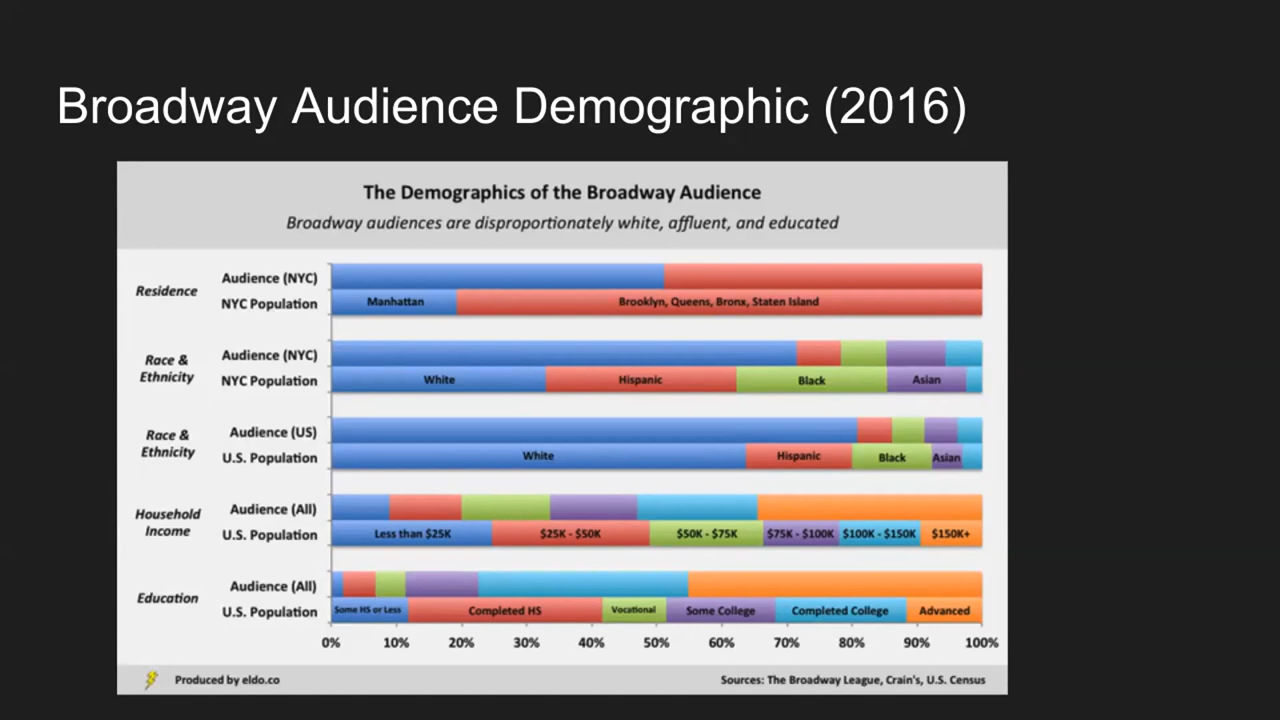 Broadway Audience Demographic (2016)
The Demographics of the Broadway Audience
Broadway audiences are disproportionately white, affluent, and educated
Residence
Audience (NYC)
NYC Population
Manhattan
Brooklyn, Queens, Bronx, Staten Island
Race &
Ethnicity
Audience (NYC)
NYC Population
White
Hispanic
Black
Asian
Race &
Ethnicity
Audience (US)
U.S. Population
White
Hispanic
Black
Asian
Household
Income
Audience (All)
U.S. Population
Less than $25K
$25K - $50K
$50K - $75K
$75K - $100K
$100K - $150K
$150K+
Education
Audience (All)
U.S. Population
Some HS or Less
Completed HS
Vocational
Some College
Completed College
Advanced
0% 10% 20% 30% 40% 50% 60% 70% 80% 90% 100%
Produced by eldo.co
Sources: The Broadway League, Crain's, U.S. Census